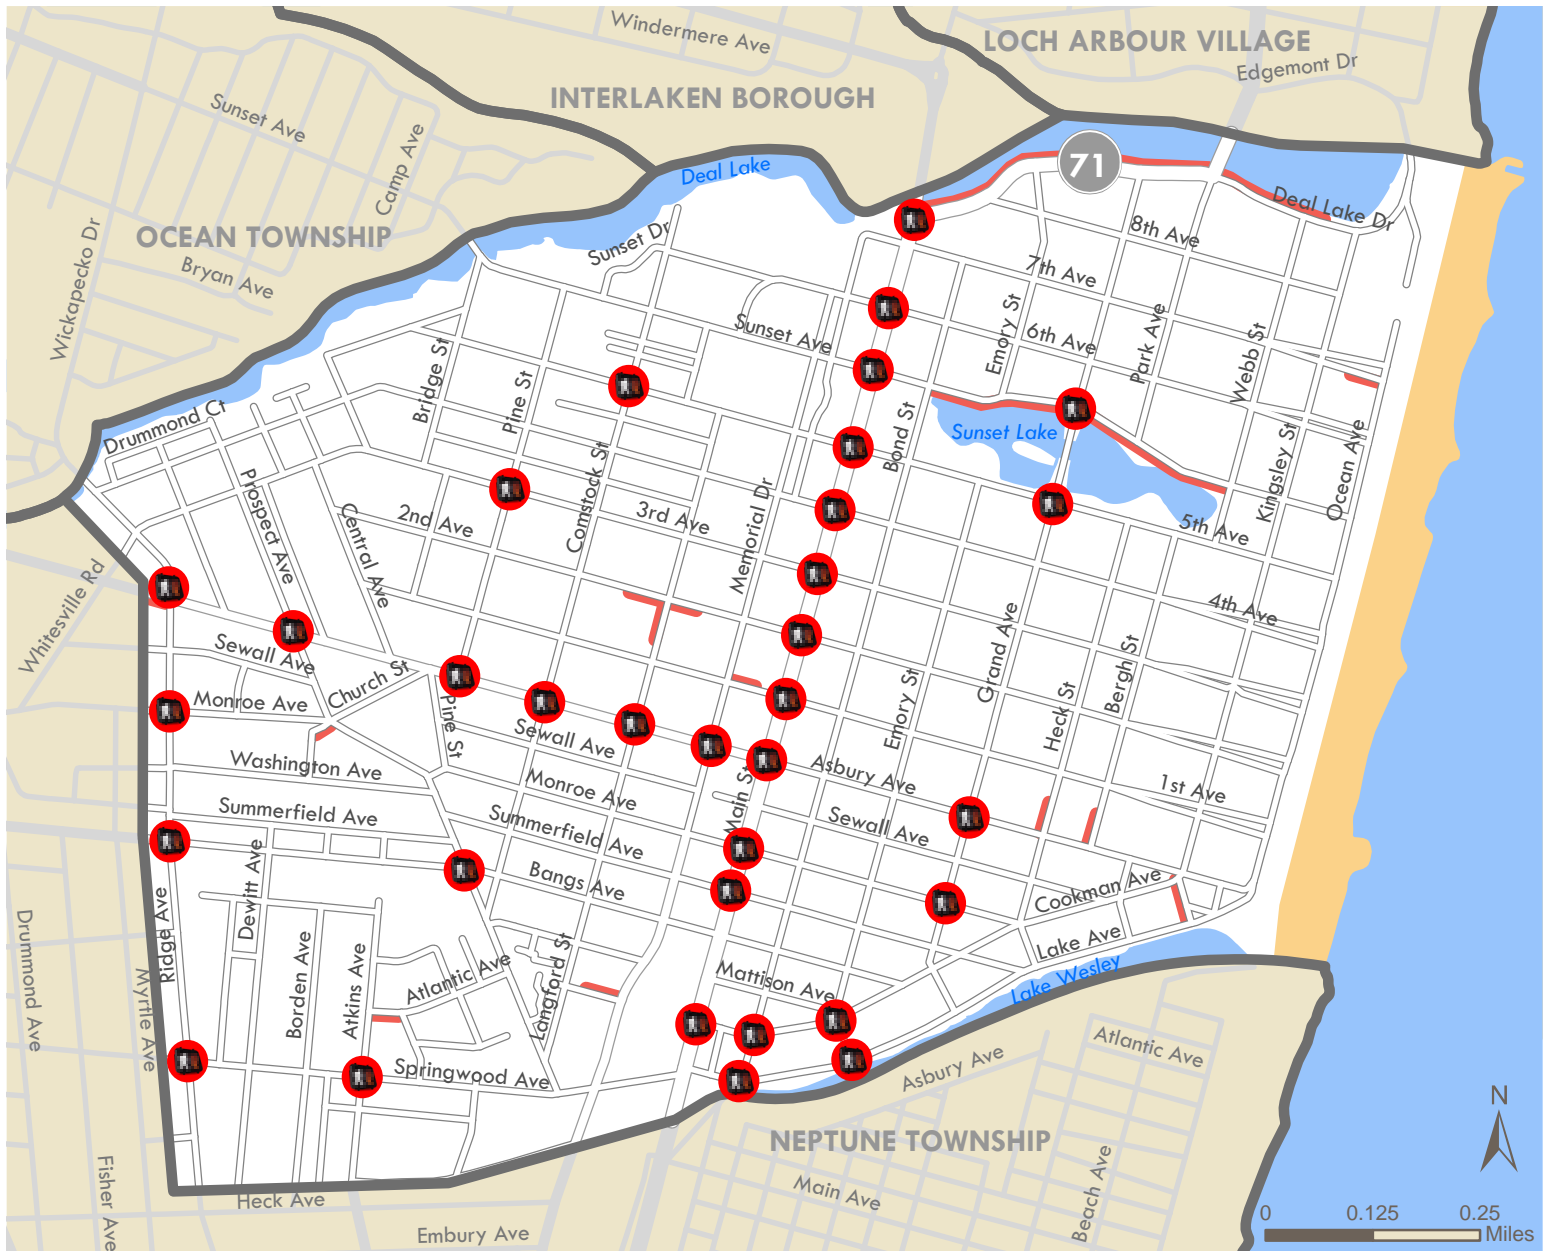 Windermere Ave
LOCH ARBOUR VILLAGE
Edgemont Dr
INTERLAKEN BOROUGH
Sunset Ave
Camp Ave
71
Deal Lake
Deal Lake Dr
OCEAN TOWNSHIP
Sunset Dr
8th Ave
Wickapecko Dr
Bryan Ave
7th Ave
Emory St
Sunset Ave
6th Ave
Park Ave
Webb St
Bridge St
Pine St
Drummond Ct
Bond St
Sunset Lake
Kingsley St
Ocean Ave
Prospect Ave
Central Ave
2nd Ave
Comstock St
3rd Ave
Memorial Dr
5th Ave
Whitesville Rd
4th Ave
Sewall Ave
Church St
Grand Ave
Bergh St
Monroe Ave
Pine St
Emory St
Heck St
Sewall Ave
Washington Ave
Asbury Ave
1st Ave
Monroe Ave
Main St
Summerfield Ave
Summerfield Ave
Sewall Ave
Dewitt Ave
Bangs Ave
Cookman Ave
Ridge Ave
Drummond Ave
Borden Ave
Atkins Ave
Lake Ave
Myrtle Ave
Atlantic Ave
Langford St
Mattison Ave
Lake Wesley
Springwood Ave
Asbury Ave
Atlantic Ave
NEPTUNE TOWNSHIP
N
Fisher Ave
Heck Ave
Main Ave
Beach Ave
Embury Ave
0 0.125 0.25
Miles